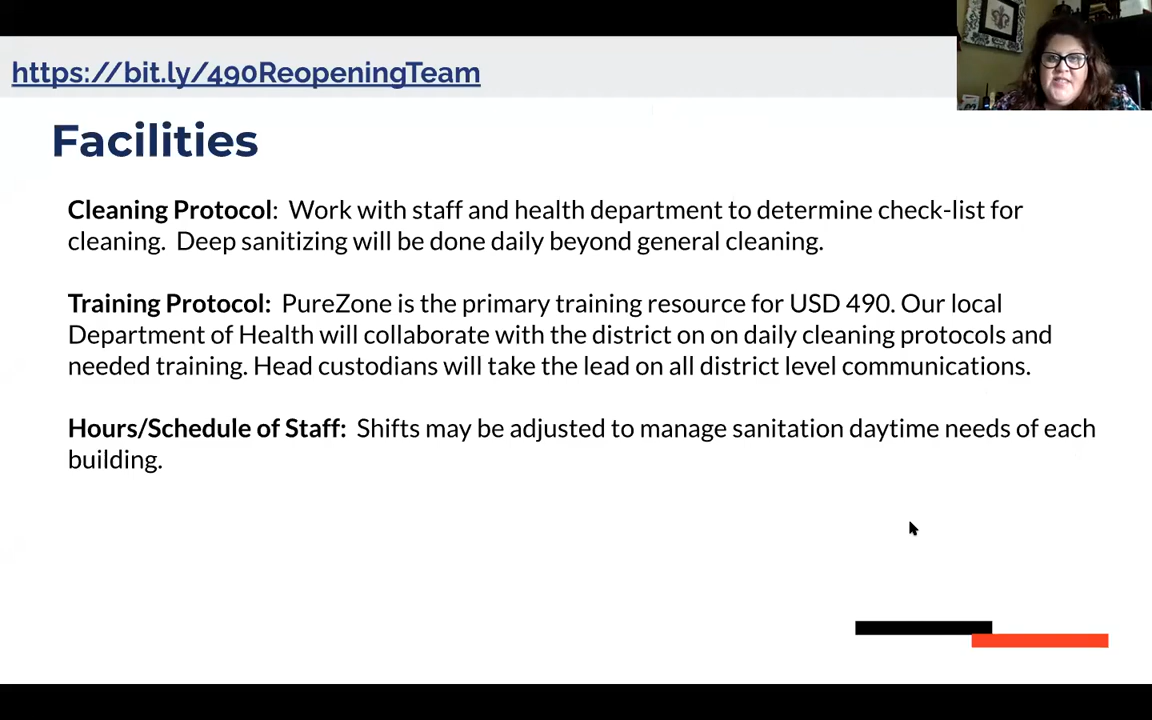 https://bit.ly/490ReopeningTeam
Facilities
Cleaning Protocol:  Work with staff and health department to determine check-list for
cleaning.  Deep sanitizing will be done daily beyond general cleaning.
Training Protocol:  PureZone is the primary training resource for USD 490. Our local
Department of Health will collaborate with the district on on daily cleaning protocols and
needed training. Head custodians will take the lead on all district level communications.
Hours/Schedule of Staff:  Shifts may be adjusted to manage sanitation daytime needs of each
building.